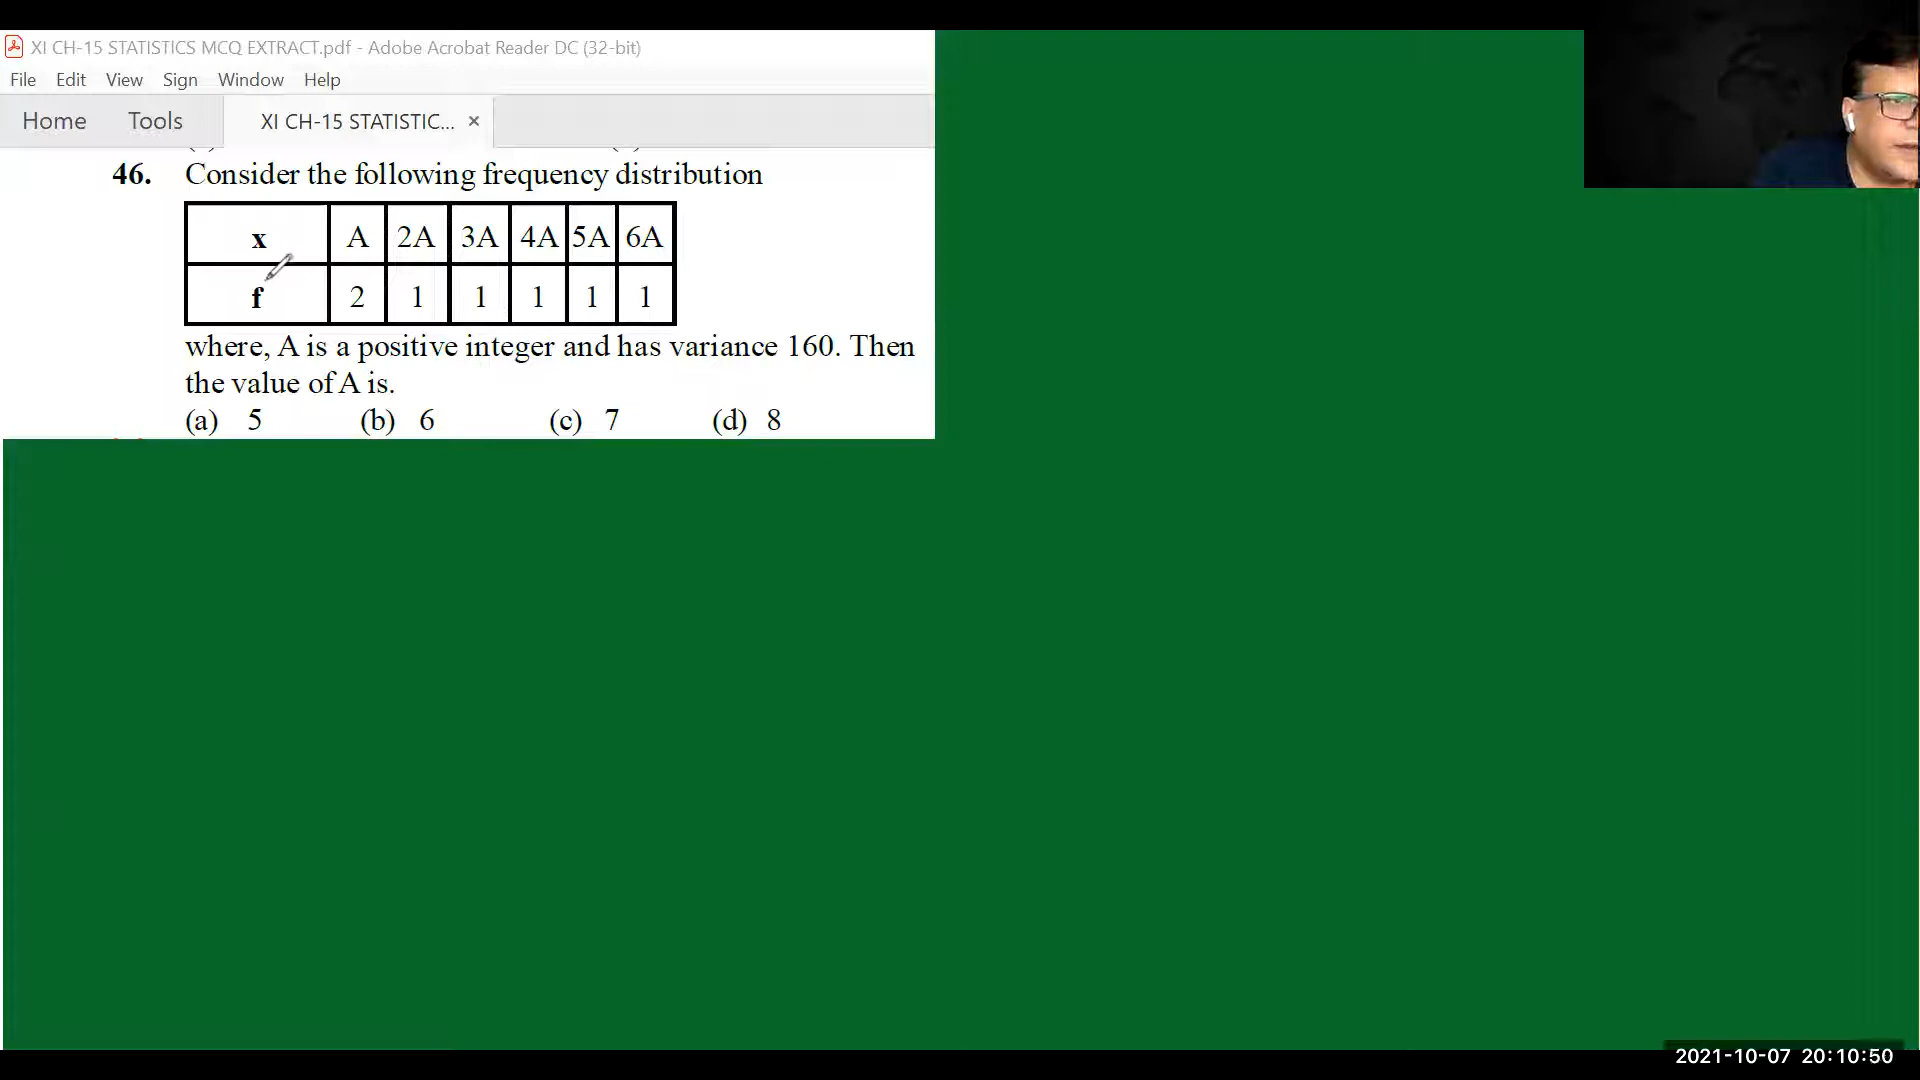 XI CH-15 STATISTICS MCQ EXTRACT.pdf - Adobe Acrobat Reader DC (32-bit)
File Edit View Sign Window Help
Home Tools XI CH-15 STATISTIC... ×
46. Consider the following frequency distribution
x A 2A 3A 4A 5A 6A
f 2 1 1 1 1 1
where, A is a positive integer and has variance 160. Then
the value of A is.
(a) 5 (b) 6 (c) 7 (d) 8
2021-10-07 20:10:50